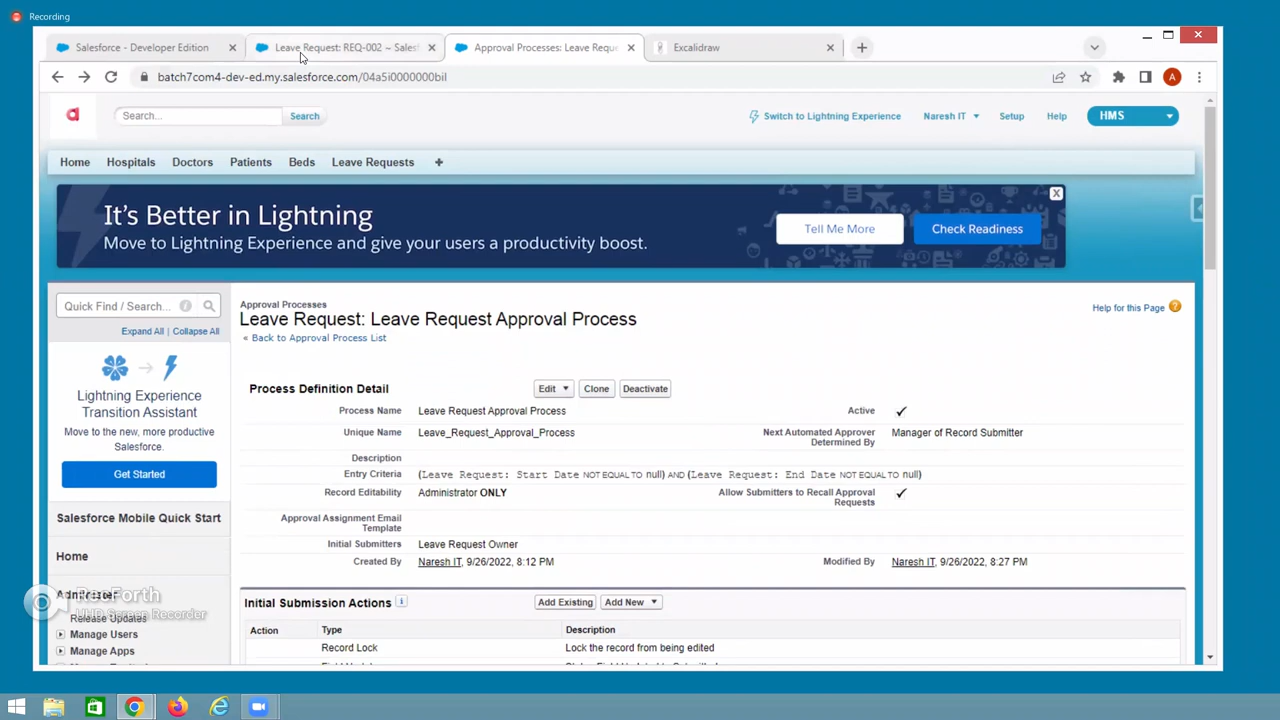 Recording
Salesforce - Developer Edition
Leave Request: REQ-002 ~ Sales
Approval Processes: Leave Requ
Excalidraw
batch7com4-dev-ed.my.salesforce.com/04a5i0000000bil
A
Search...
Search
Switch to Lightning Experience
Naresh IT
Setup
Help
HMS
Home
Hospitals
Doctors
Patients
Beds
Leave Requests
It's Better in Lightning
Move to Lightning Experience and give your users a productivity boost.
Tell Me More
Check Readiness
X
Quick Find / Search...
Expand All | Collapse All
Lightning Experience
Transition Assistant
Move to the new, more productive
Salesforce.
Get Started
Salesforce Mobile Quick Start
Home
Administer
Release Updates
Manage Users
Manage Apps
RecForth
UHD Screen Recorder
Approval Processes
Leave Request: Leave Request Approval Process
« Back to Approval Process List
Help for this Page
Process Definition Detail
Edit
Clone
Deactivate
Process Name Leave Request Approval Process
Active ✓
Unique Name Leave_Request_Approval_Process
Next Automated Approver
Determined By
Manager of Record Submitter
Description
Entry Criteria (Leave Request: Start Date NOT EQUAL TO null) AND (Leave Request: End Date NOT EQUAL TO null)
Record Editability Administrator ONLY
Allow Submitters to Recall Approval
Requests
✓
Approval Assignment Email
Template
Initial Submitters Leave Request Owner
Created By Naresh IT, 9/26/2022, 8:12 PM
Modified By Naresh IT, 9/26/2022, 8:27 PM
Initial Submission Actions
Add Existing
Add New
Action Type Description
Record Lock Lock the record from being edited